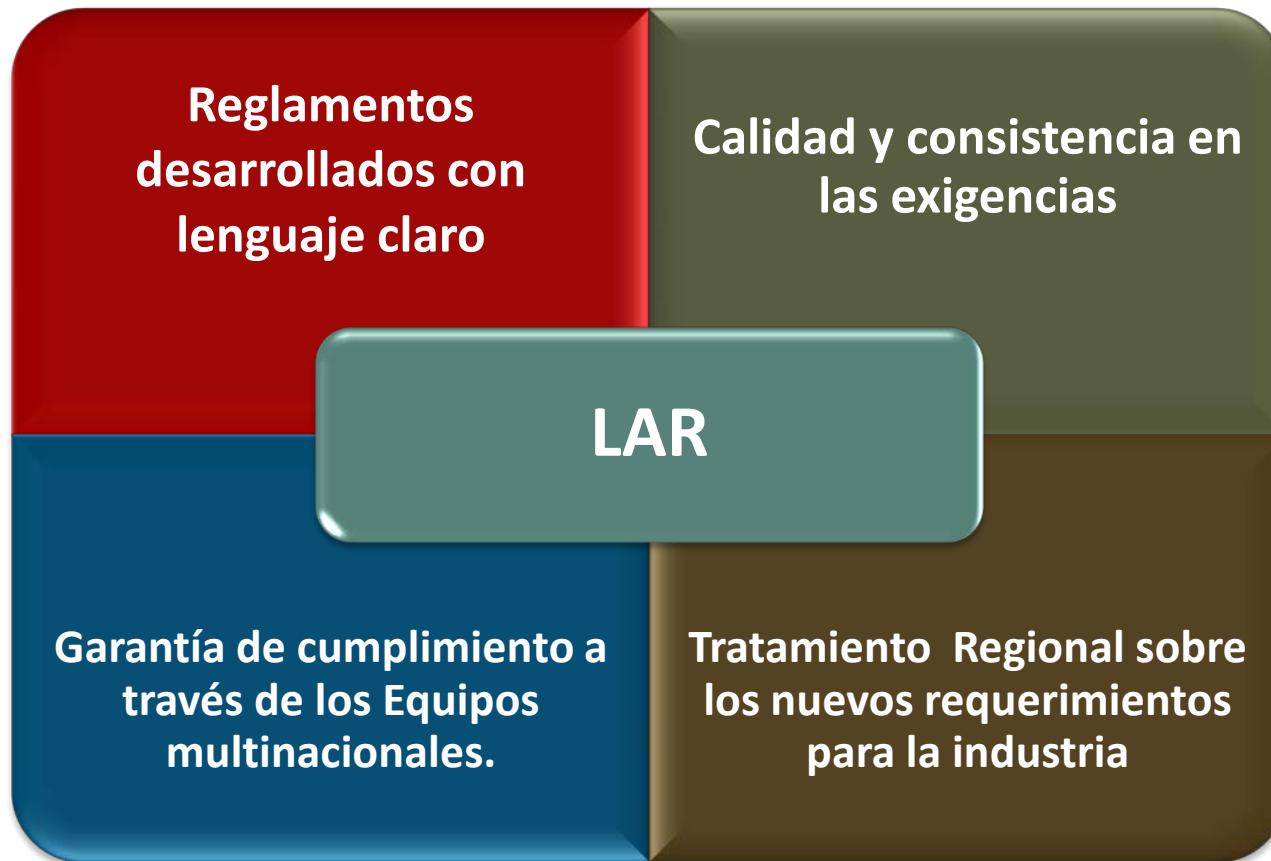 Reglamentos
desarrollados con
lenguaje claro
Calidad y consistencia en
las exigencias
LAR
Garantía de cumplimiento a
través de los Equipos
multinacionales.
Tratamiento  Regional sobre
los nuevos requerimientos
para la industria